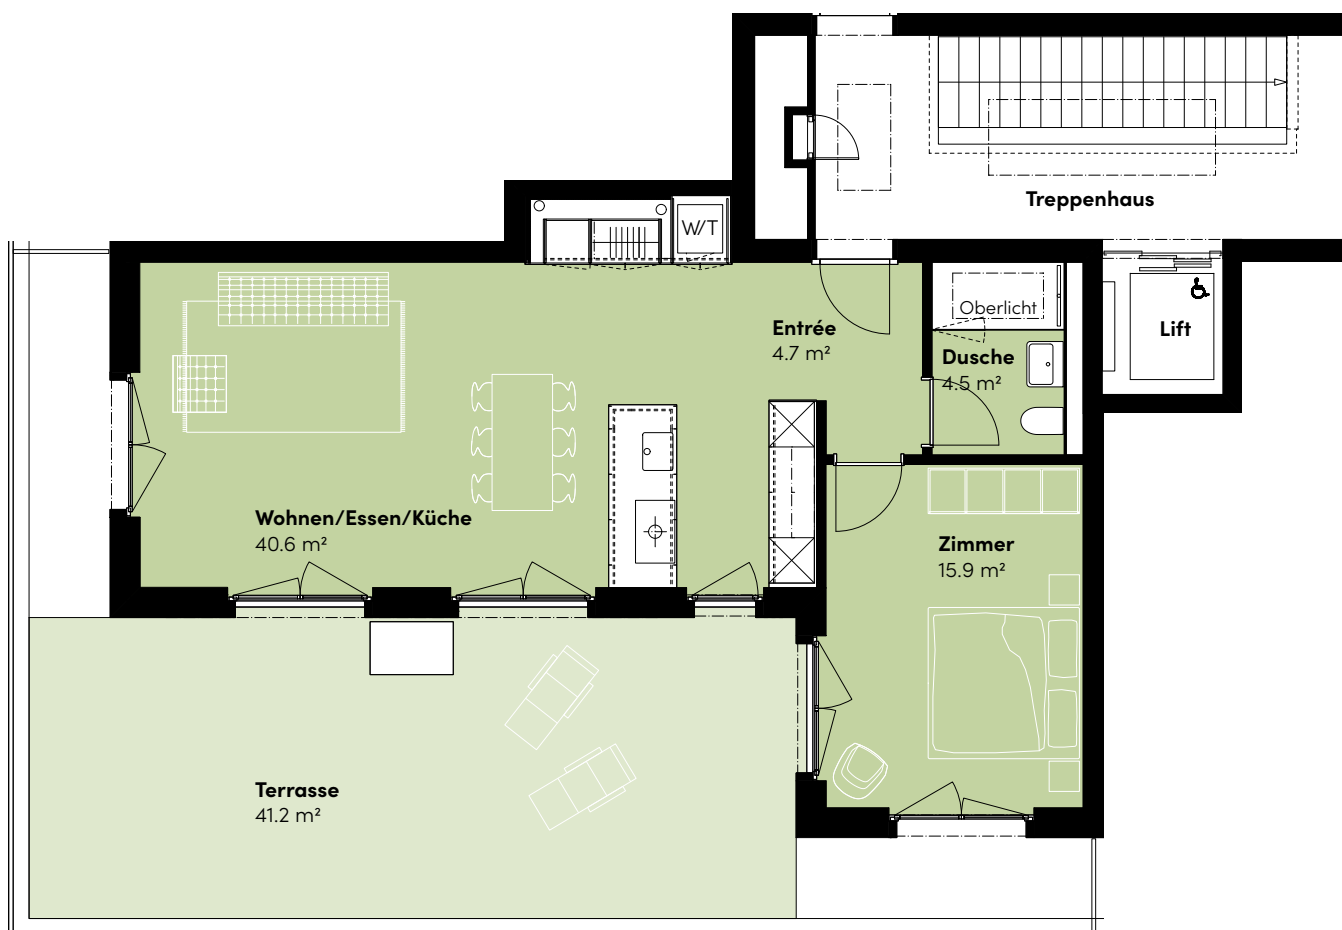 Treppenhaus
W/T
Oberlicht
Entrée
4.7 m²
Lift
Dusche
4.5 m²
Wohnen/Essen/Küche
40.6 m²
Zimmer
15.9 m²
Terrasse
41.2 m²